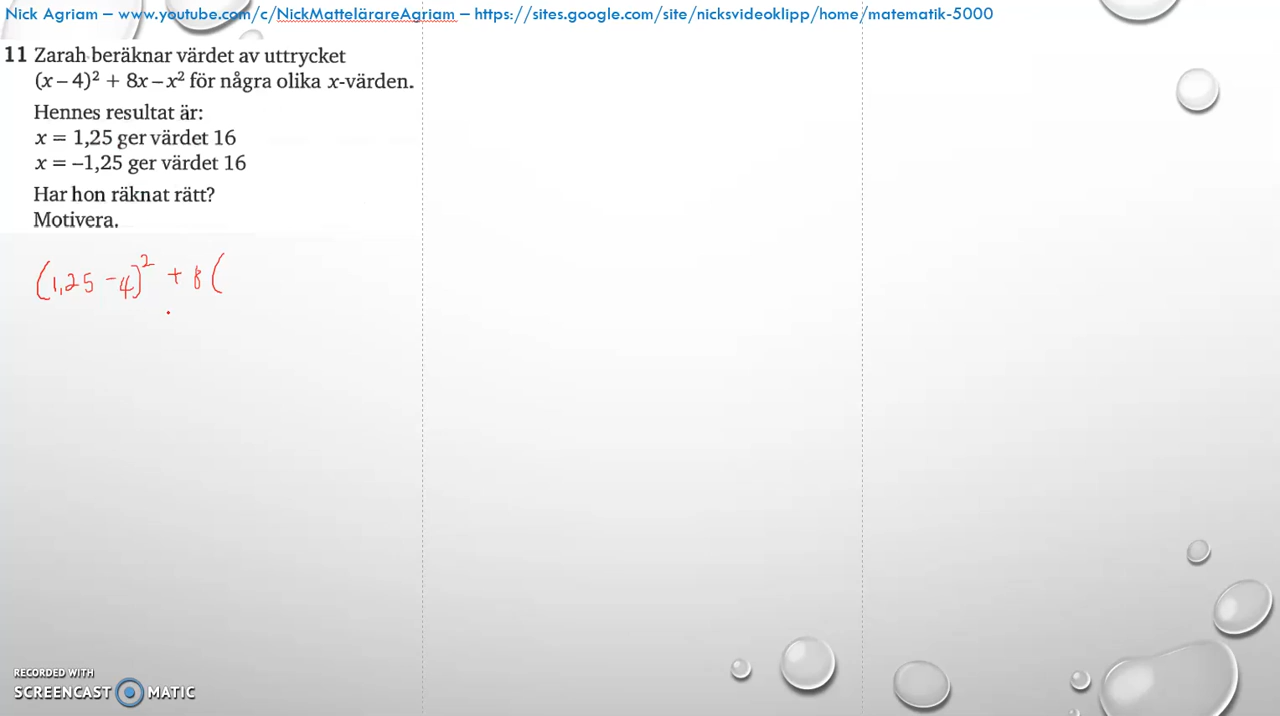 Nick Agriam – www.youtube.com/c/NickMattelärareAgriam – https://sites.google.com/site/nicksvideoklipp/home/matematik-5000
11 Zarah beräknar värdet av uttrycket
(x – 4)² + 8x – x² för några olika x-värden.
Hennes resultat är:
x = 1,25 ger värdet 16
x = –1,25 ger värdet 16
Har hon räknat rätt?
Motivera.
(1,25 - 4)² + 8 (
RECORDED WITH
SCREENCAST MATIC